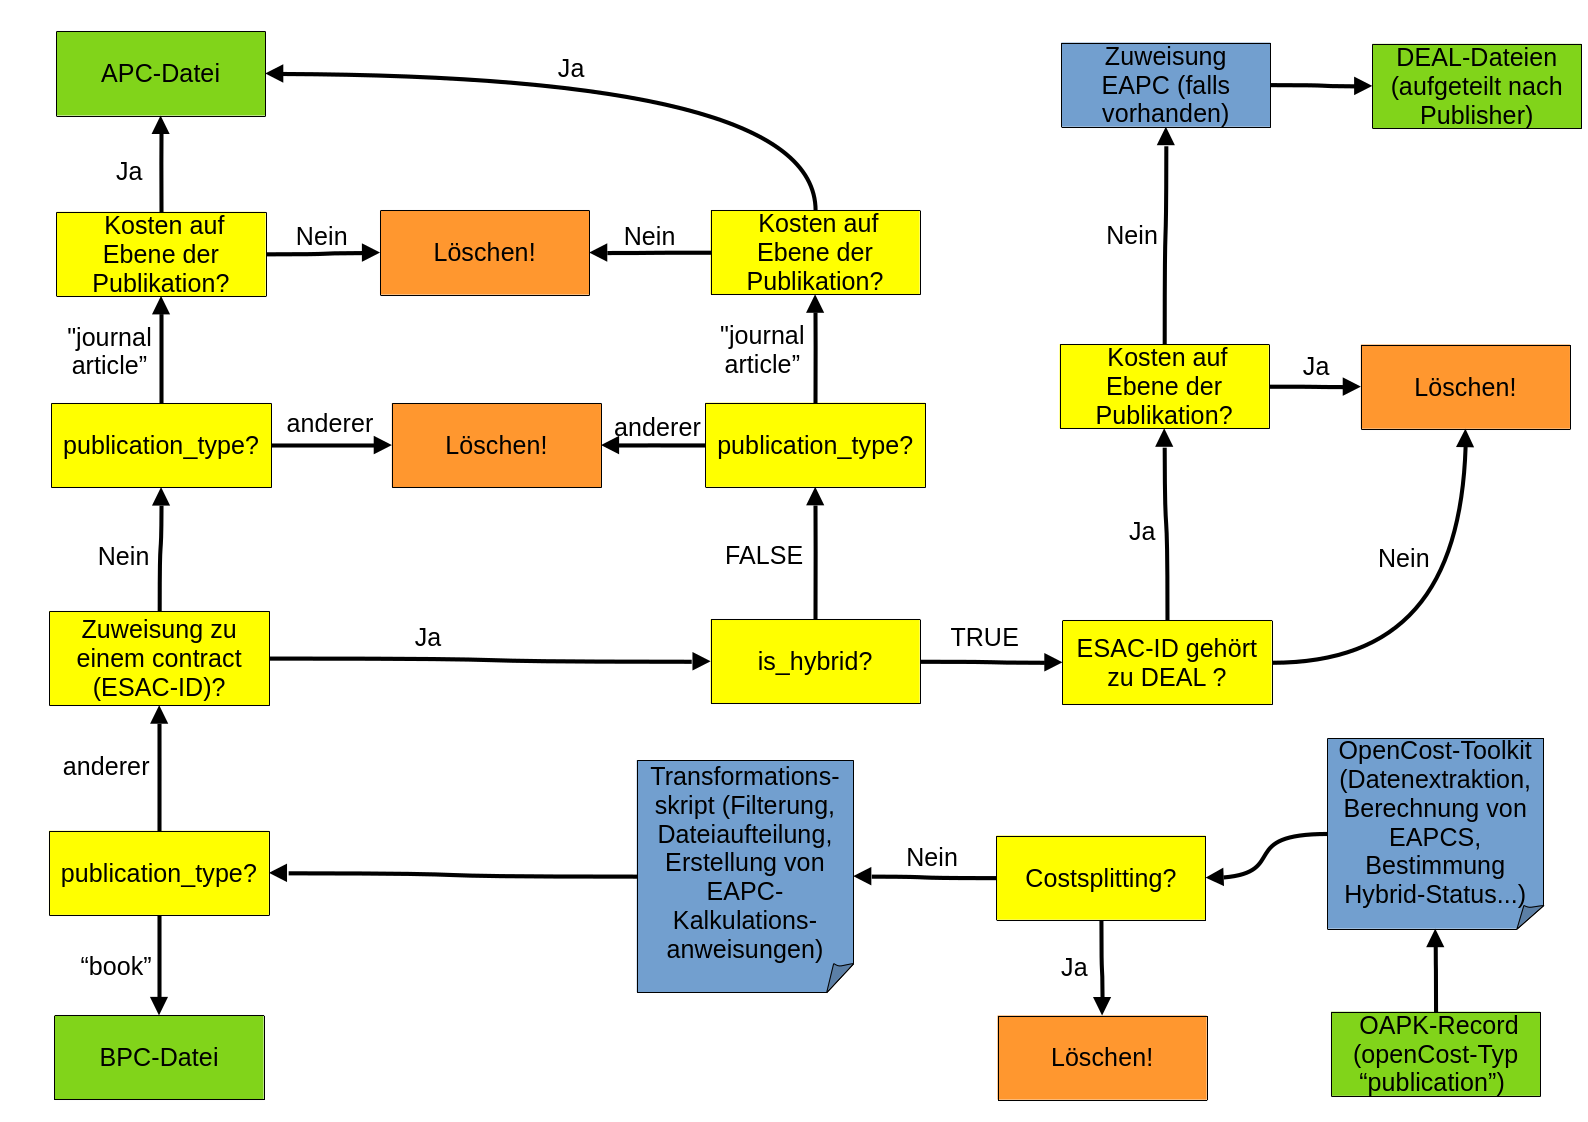 APC-Datei
Ja
Zuweisung
EAPC (falls
vorhanden)
DEAL-Dateien
(aufgeteilt nach
Publisher)
Ja
Kosten auf
Ebene der
Publikation?
Nein
Löschen!
Nein
Kosten auf
Ebene der
Publikation?
Nein
"journal
article”
"journal
article”
Kosten auf
Ebene der
Publikation?
Ja
Löschen!
publication_type?
anderer
Löschen!
anderer
publication_type?
Nein
FALSE
Ja
Nein
Zuweisung zu
einem contract
(ESAC-ID)?
Ja
is_hybrid?
TRUE
ESAC-ID gehört
zu DEAL ?
anderer
Transformations-
skript (Filterung,
Dateiaufteilung,
Erstellung von
EAPC-
Kalkulations-
anweisungen)
Nein
Costsplitting?
OpenCost-Toolkit
(Datenextraktion,
Berechnung von
EAPCS,
Bestimmung
Hybrid-Status...)
publication_type?
“book”
Ja
BPC-Datei
Löschen!
OAPK-Record
(openCost-Typ
“publication”)